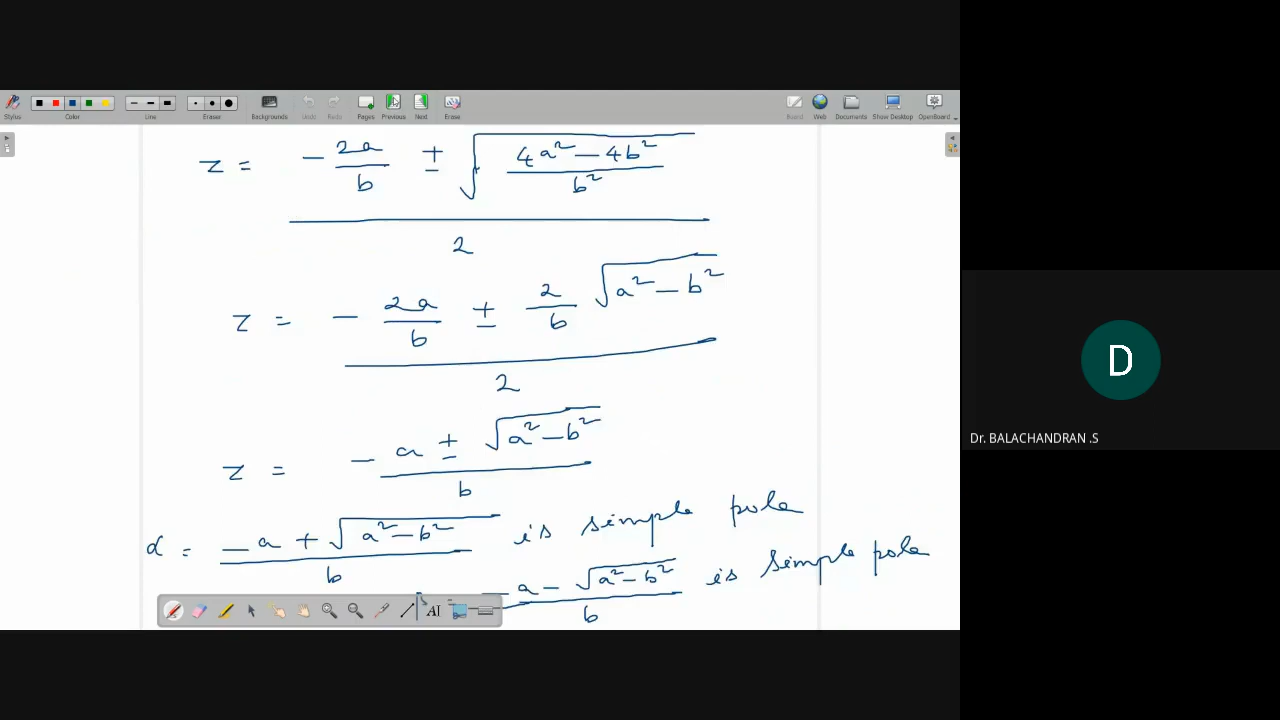 Stylus Color Line Eraser Backgrounds Undo Redo Pages Previous Next Erase Board Web Documents Show Desktop OpenBoard
z = (- 2a/b ± √((4a² - 4b²)/b²)) / 2
z = (- 2a/b ± 2/b √(a² - b²)) / 2
z = (- a ± √(a² - b²)) / b
α = (-a + √(a² - b²)) / b is simple pole
(- a - √(a² - b²)) / b is simple pole
D
Dr. BALACHANDRAN .S